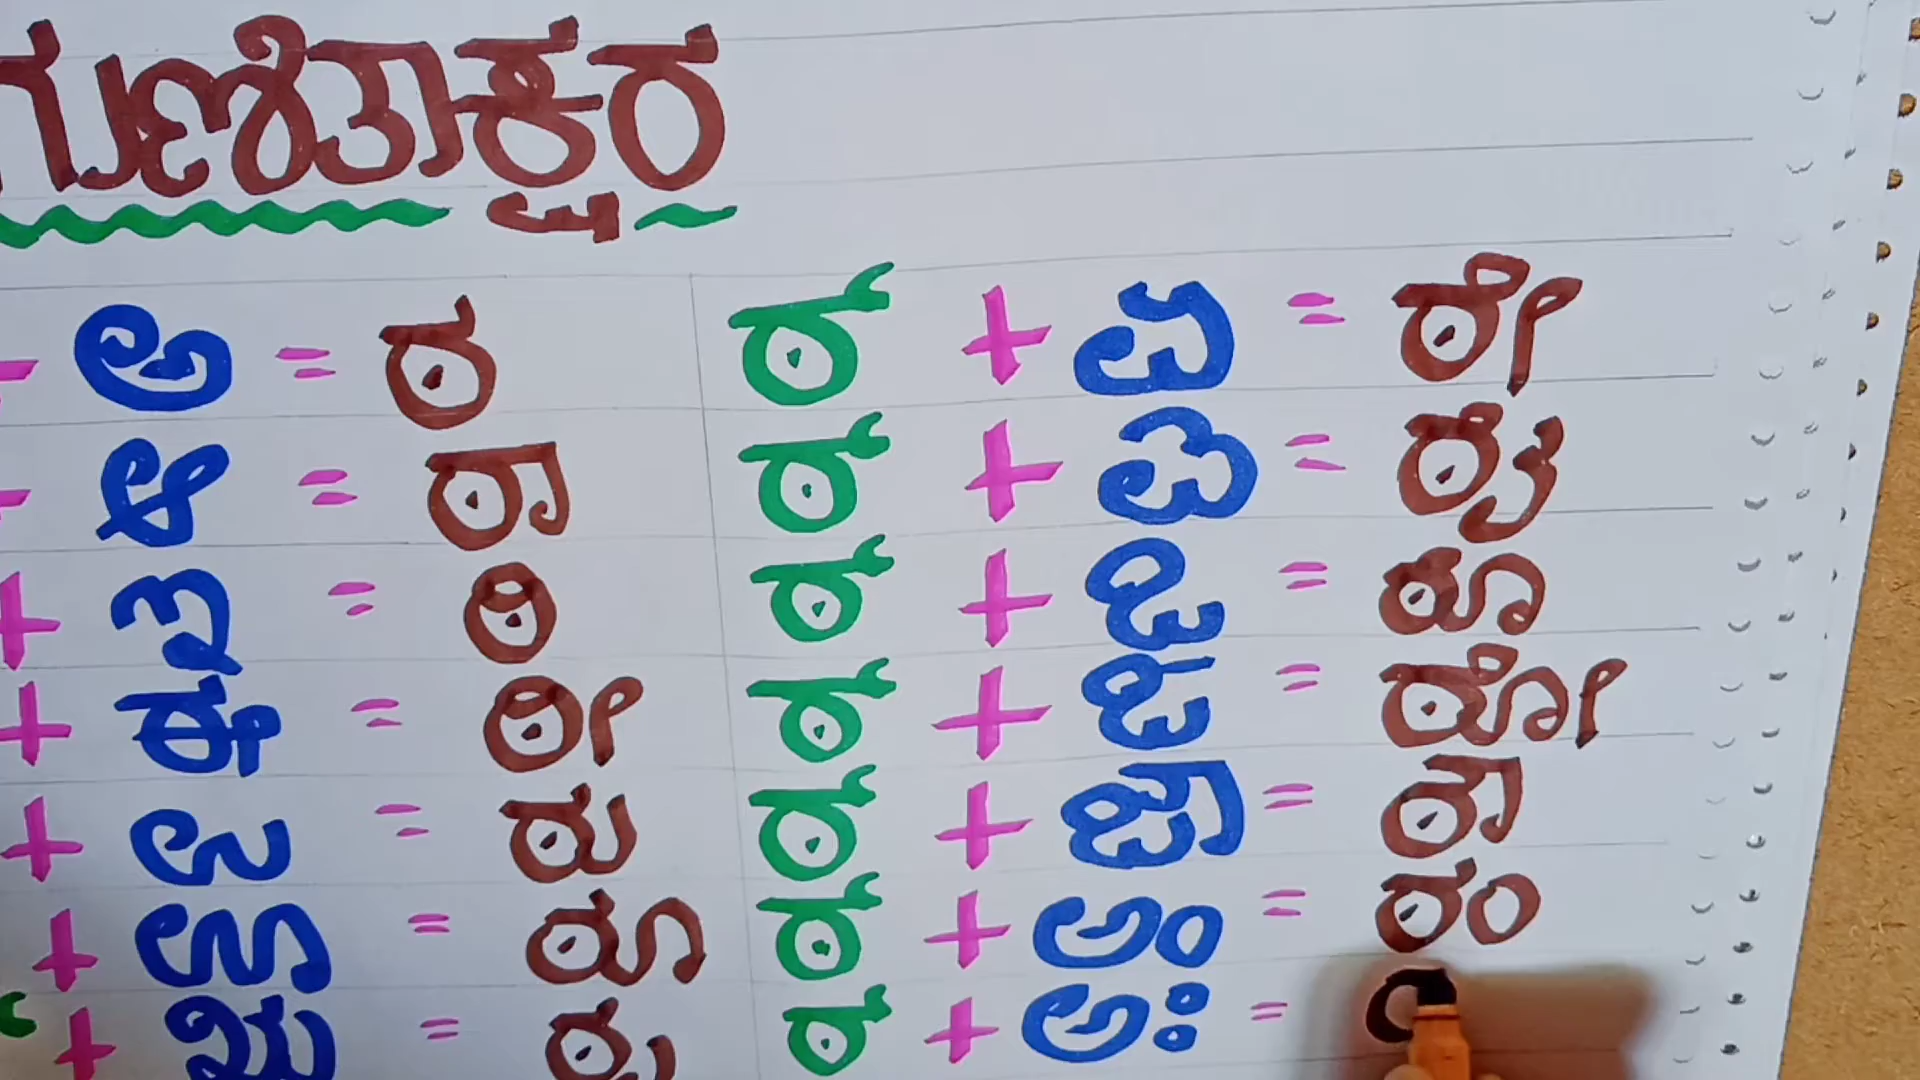 ಗುಣಿತಾಕ್ಷರ
ಅ = ಠ
ಆ = ಠಾ
+ ಇ = ಠಿ
+ ಈ = ಠೀ
+ ಉ = ಠು
+ ಊ = ಠೂ
+ ಋ = ಠೃ
ಠ್ + ಏ = ಠೇ
ಠ್ + ಐ = ಠೈ
ಠ್ + ಒ = ಠೊ
ಠ್ + ಓ = ಠೋ
ಠ್ + ಔ = ಠೌ
ಠ್ + ಅಂ = ಠಂ
ಠ್ + ಅಃ =